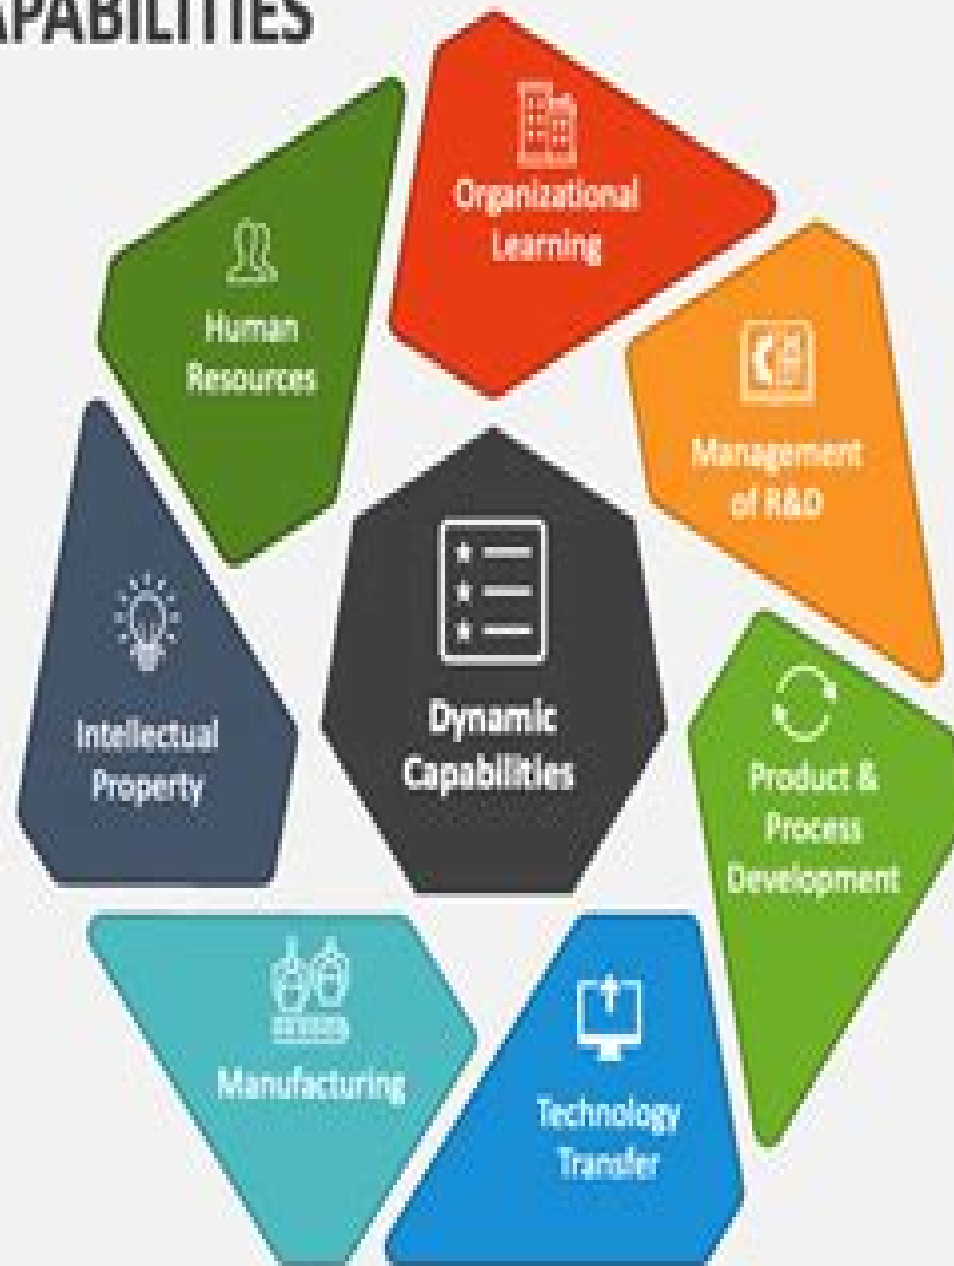 APABILITIES
Organizational
Learning
Human
Resources
Management
of R&D
Dynamic
Capabilities
Intellectual
Property
Product &
Process
Development
Manufacturing
Technology
Transfer